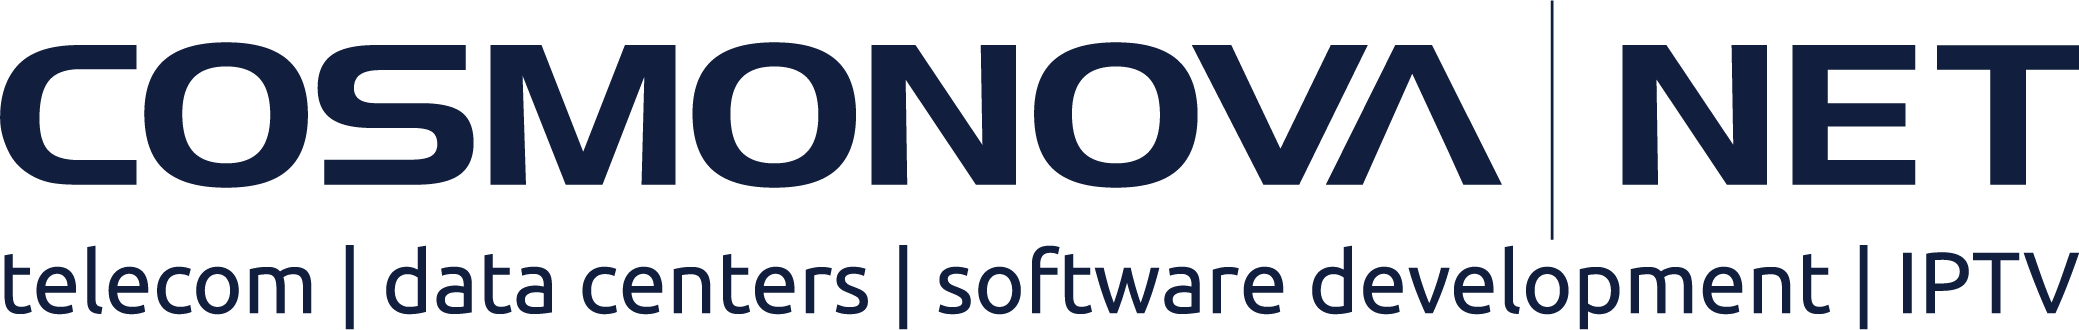 COSMONOVA | NET
telecom | data centers | software development | IPTV